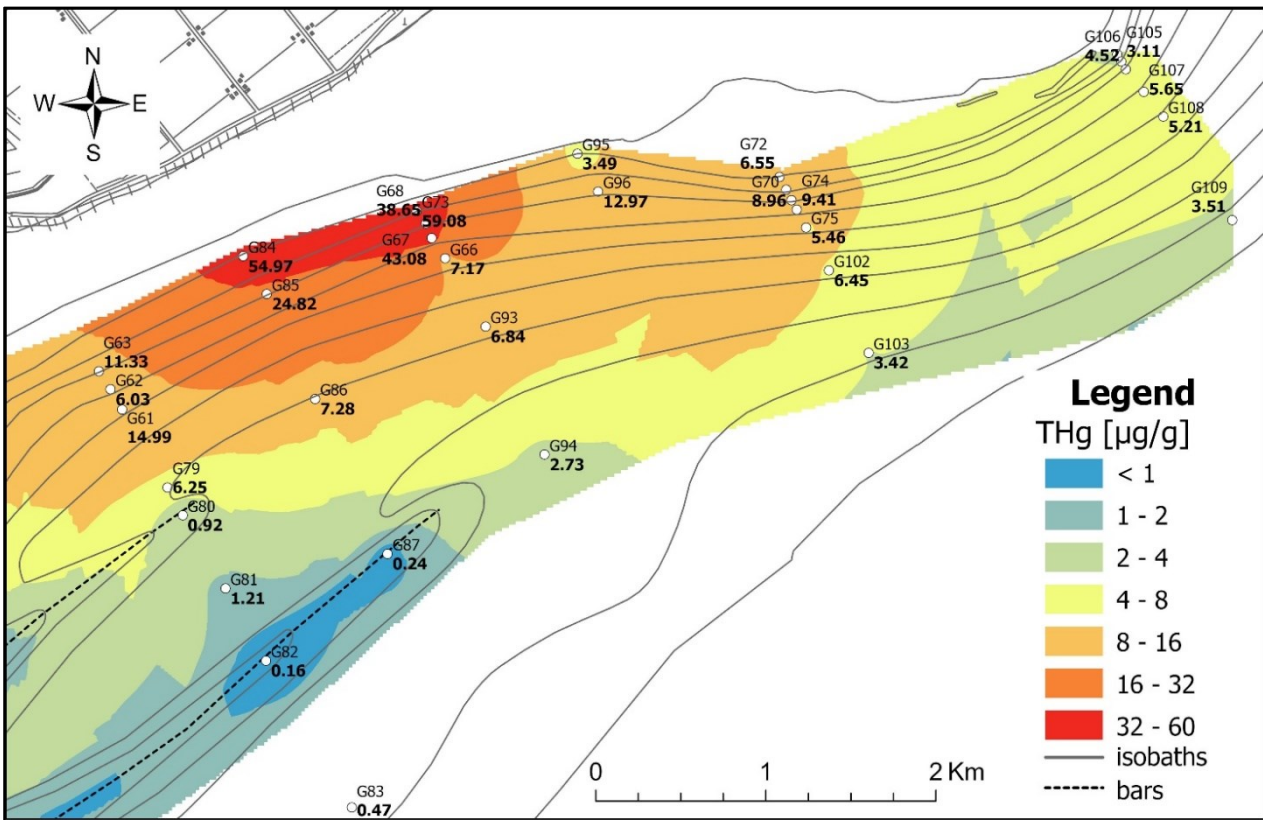 N
W
E
S
G106
4.52
G105
3.11
G107
5.65
G108
5.21
G109
3.51
G95
3.49
G72
6.55
G96
12.97
G70
8.96
G74
9.41
G75
5.46
G102
6.45
G68
38.65
G73
59.08
G67
43.08
G66
7.17
G84
54.97
G85
24.82
G93
6.84
G103
3.42
G63
11.33
G62
6.03
G61
14.99
G86
7.28
G94
2.73
G79
6.25
G80
0.92
G87
0.24
G81
1.21
G82
0.16
G83
0.47
0 1 2 Km
Legend
THg [µg/g]
< 1
1 - 2
2 - 4
4 - 8
8 - 16
16 - 32
32 - 60
isobaths
bars